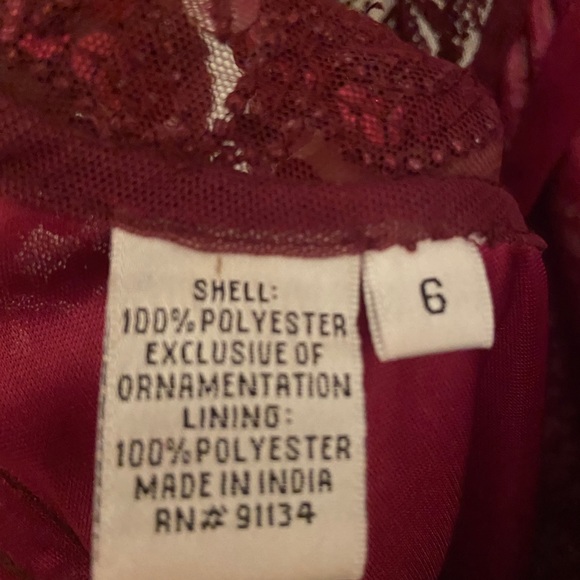 SHELL:
100% POLYESTER
EXCLUSIVE OF
ORNAMENTATION
LINING:
100% POLYESTER
MADE IN INDIA
RN# 91134
6